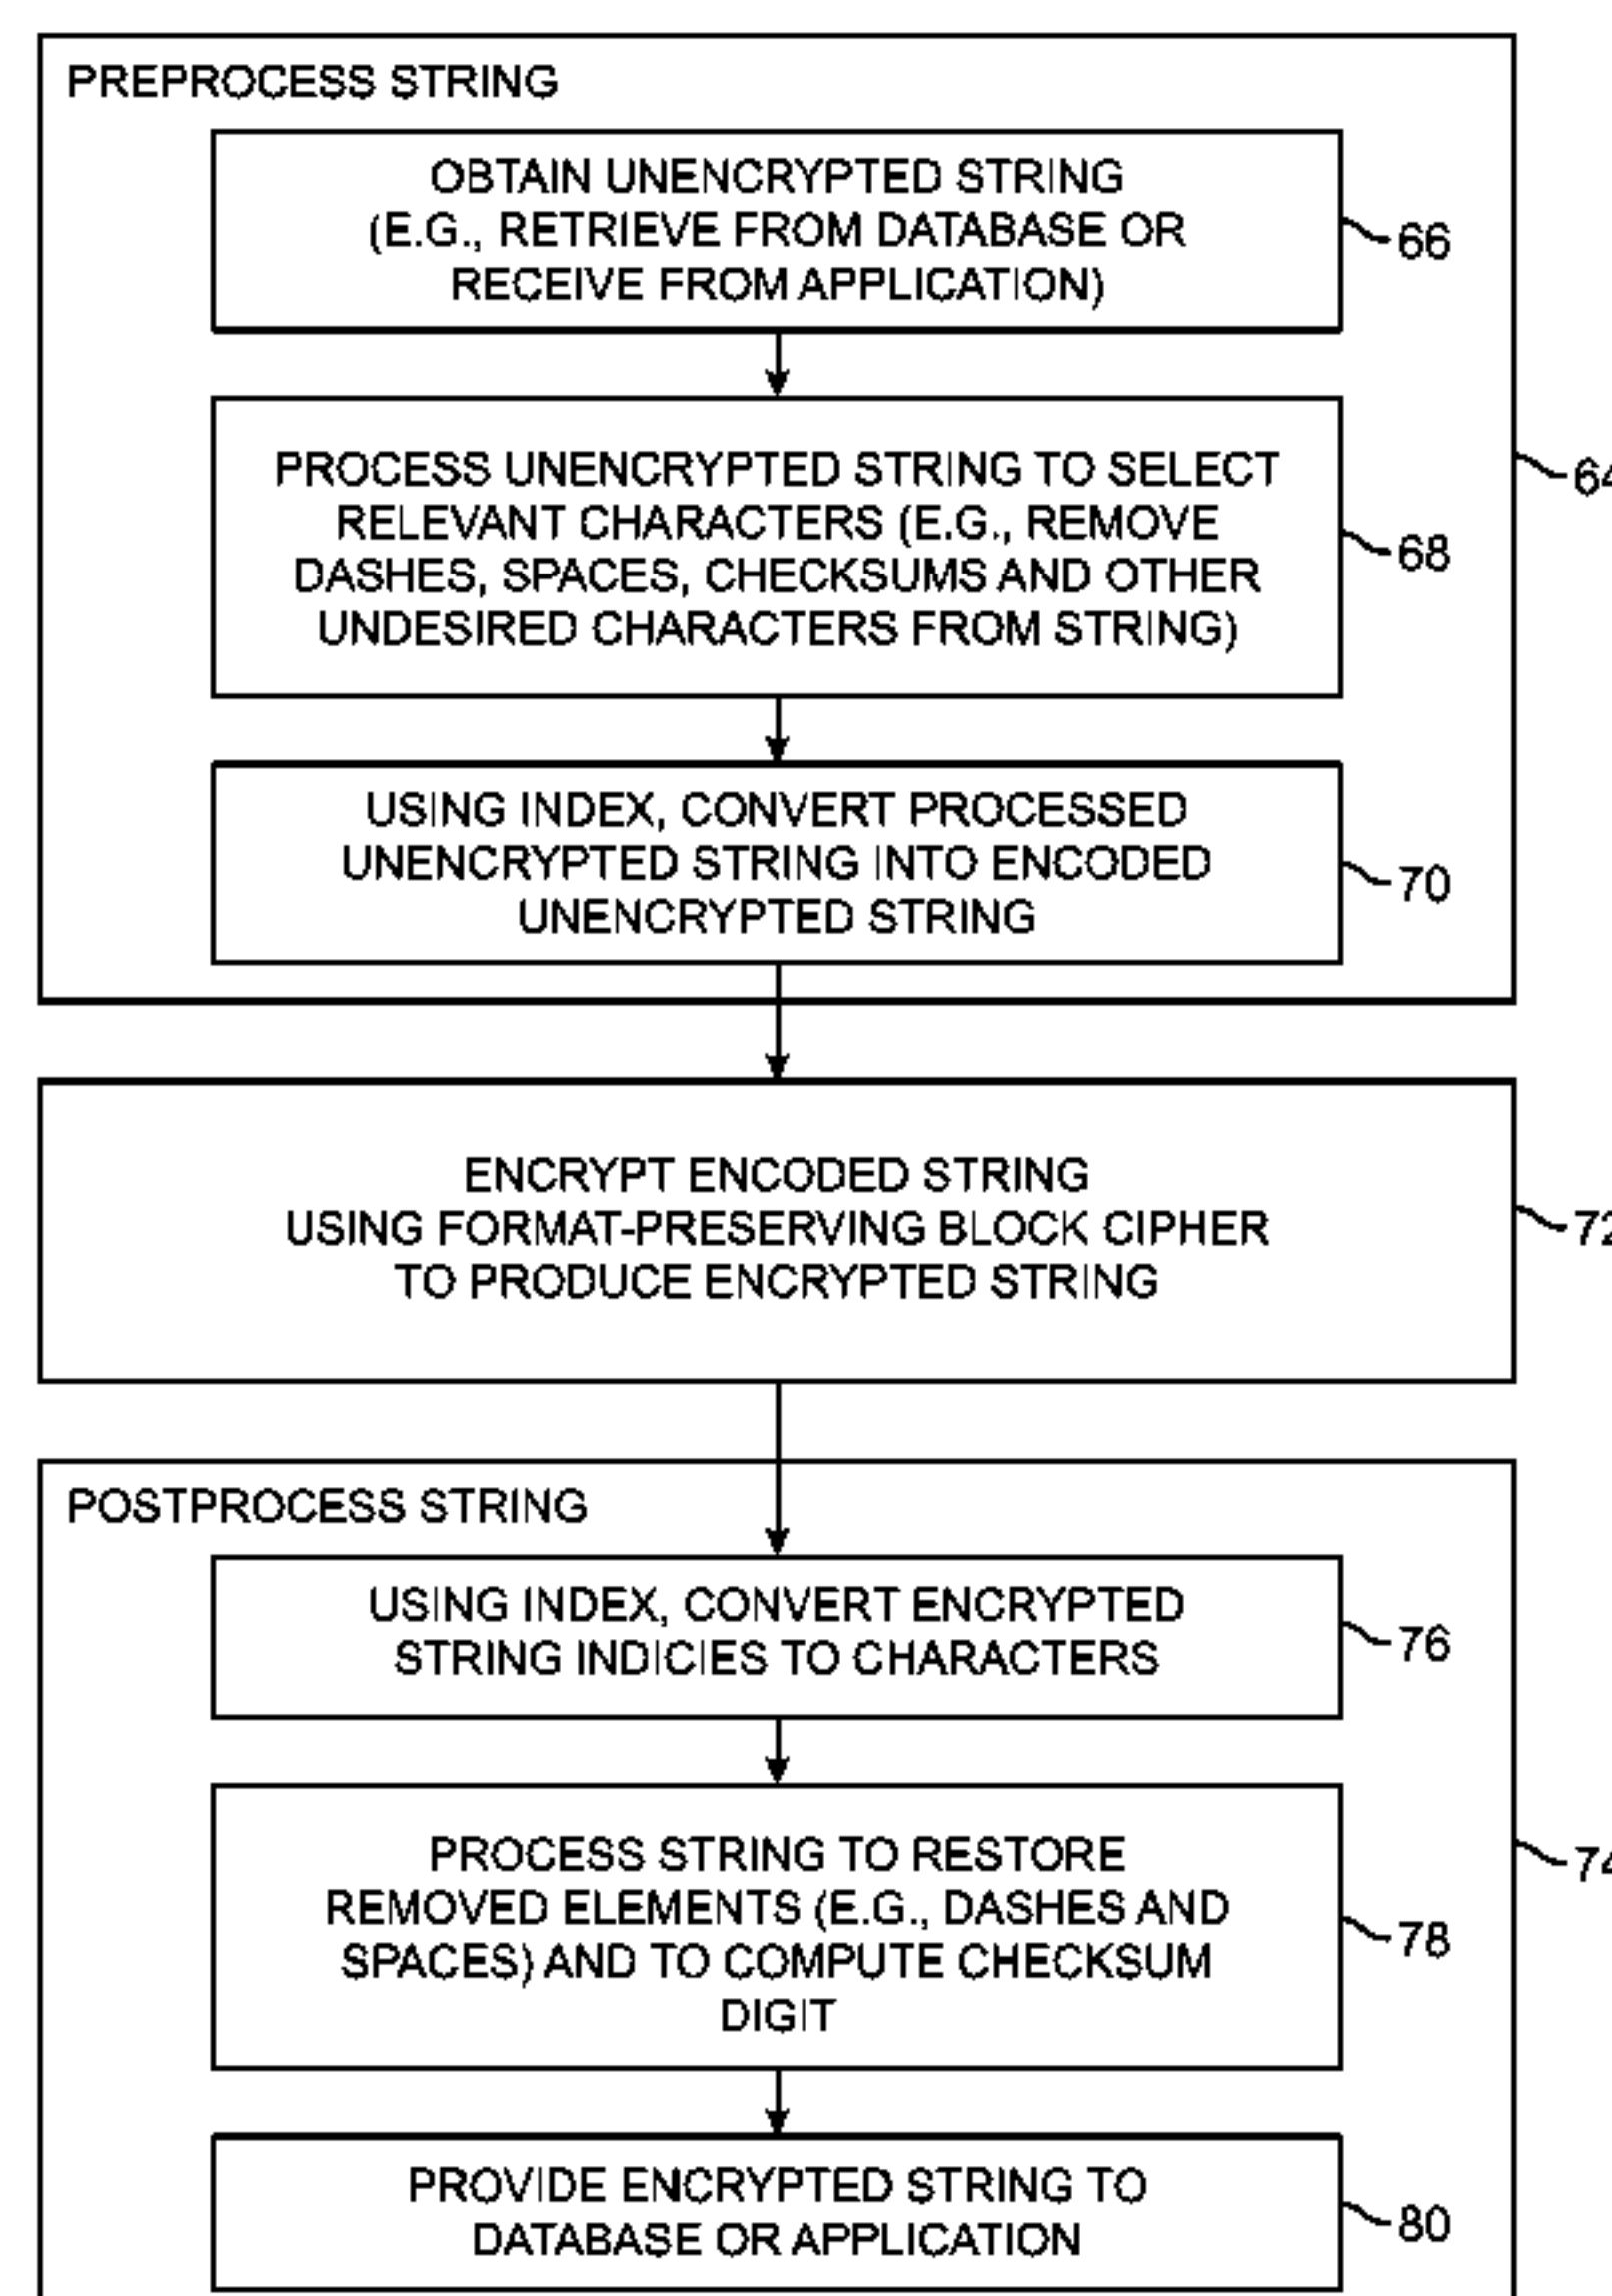 PREPROCESS STRING
OBTAIN UNENCRYPTED STRING
(E.G., RETRIEVE FROM DATABASE OR
RECEIVE FROM APPLICATION)
66
PROCESS UNENCRYPTED STRING TO SELECT
RELEVANT CHARACTERS (E.G., REMOVE
DASHES, SPACES, CHECKSUMS AND OTHER
UNDESIRED CHARACTERS FROM STRING)
64
68
USING INDEX, CONVERT PROCESSED
UNENCRYPTED STRING INTO ENCODED
UNENCRYPTED STRING
70
ENCRYPT ENCODED STRING
USING FORMAT-PRESERVING BLOCK CIPHER
TO PRODUCE ENCRYPTED STRING
72
POSTPROCESS STRING
USING INDEX, CONVERT ENCRYPTED
STRING INDICIES TO CHARACTERS
76
PROCESS STRING TO RESTORE
REMOVED ELEMENTS (E.G., DASHES AND
SPACES) AND TO COMPUTE CHECKSUM
DIGIT
74
78
PROVIDE ENCRYPTED STRING TO
DATABASE OR APPLICATION
80